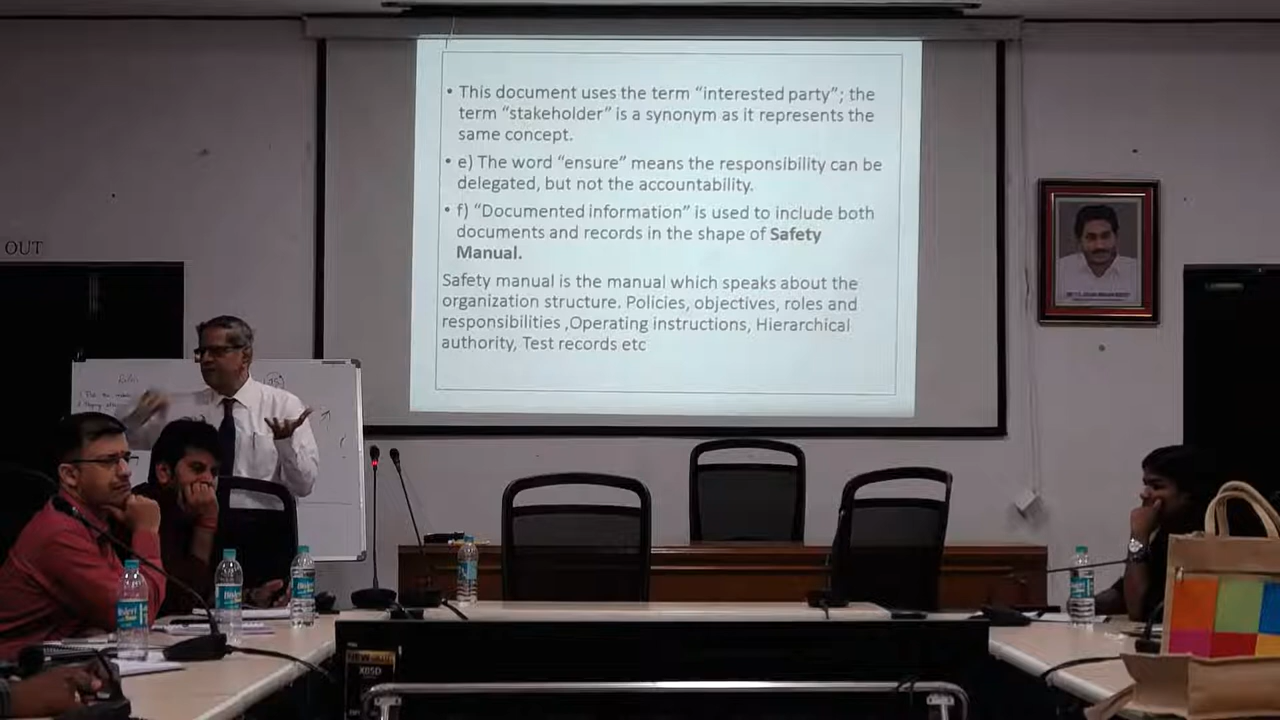 • This document uses the term “interested party”; the
term “stakeholder” is a synonym as it represents the
same concept.
• e) The word “ensure” means the responsibility can be
delegated, but not the accountability.
• f) “Documented information” is used to include both
documents and records in the shape of Safety
Manual.
Safety manual is the manual which speaks about the
organization structure. Policies, objectives, roles and
responsibilities ,Operating instructions, Hierarchical
authority, Test records etc
OUT
Bisleri
Bisleri